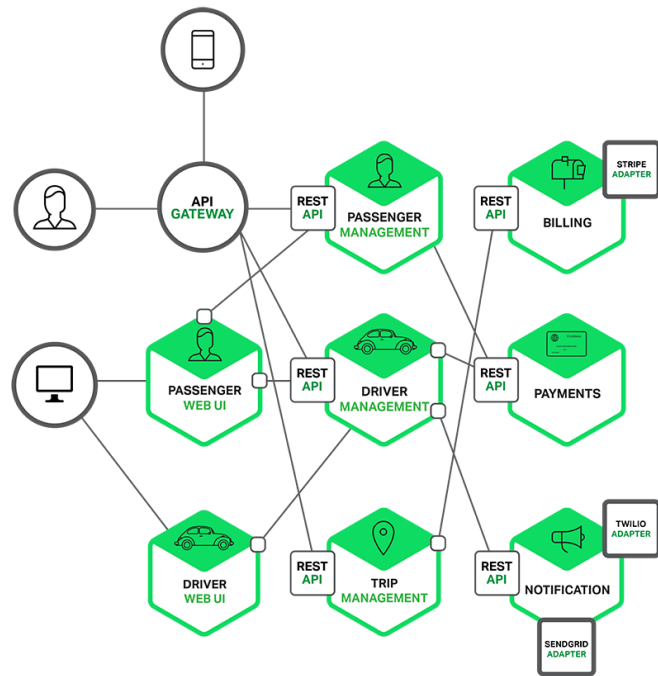 API
GATEWAY
REST
API
PASSENGER
MANAGEMENT
REST
API
BILLING
STRIPE
ADAPTER
PASSENGER
WEB UI
REST
API
DRIVER
MANAGEMENT
REST
API
PAYMENTS
DRIVER
WEB UI
REST
API
TRIP
MANAGEMENT
REST
API
NOTIFICATION
TWILIO
ADAPTER
SENDGRID
ADAPTER